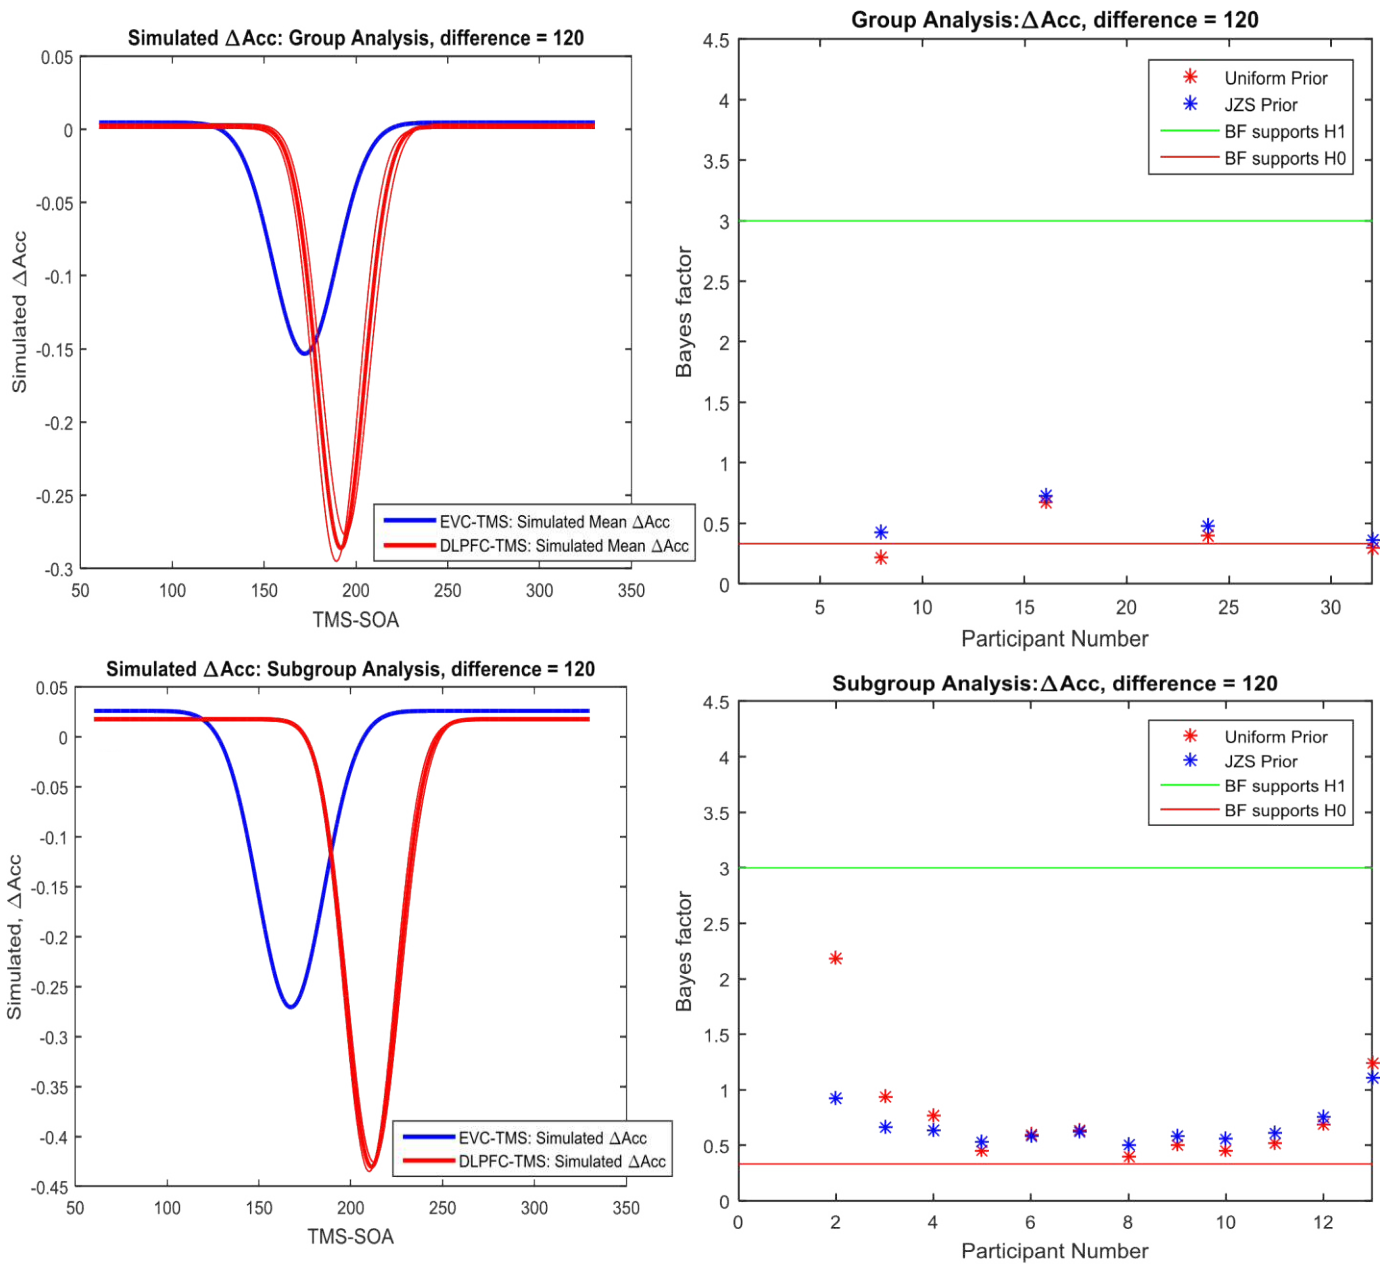 Simulated ΔAcc: Group Analysis, difference = 120
0.05
0
-0.05
-0.1
-0.15
-0.2
-0.25
-0.3
Simulated ΔAcc
EVC-TMS: Simulated Mean ΔAcc
DLPFC-TMS: Simulated Mean ΔAcc
50 100 150 200 250 300 350
TMS-SOA
Group Analysis:ΔAcc, difference = 120
4.5
4
3.5
3
2.5
2
1.5
1
0.5
0
Bayes factor
Uniform Prior
JZS Prior
BF supports H1
BF supports H0
5 10 15 20 25 30
Participant Number
Simulated ΔAcc: Subgroup Analysis, difference = 120
0.05
0
-0.05
-0.1
-0.15
-0.2
-0.25
-0.3
-0.35
-0.4
-0.45
Simulated, ΔAcc
EVC-TMS: Simulated ΔAcc
DLPFC-TMS: Simulated ΔAcc
50 100 150 200 250 300 350
TMS-SOA
Subgroup Analysis:ΔAcc, difference = 120
4.5
4
3.5
3
2.5
2
1.5
1
0.5
0
Bayes factor
Uniform Prior
JZS Prior
BF supports H1
BF supports H0
0 2 4 6 8 10 12
Participant Number